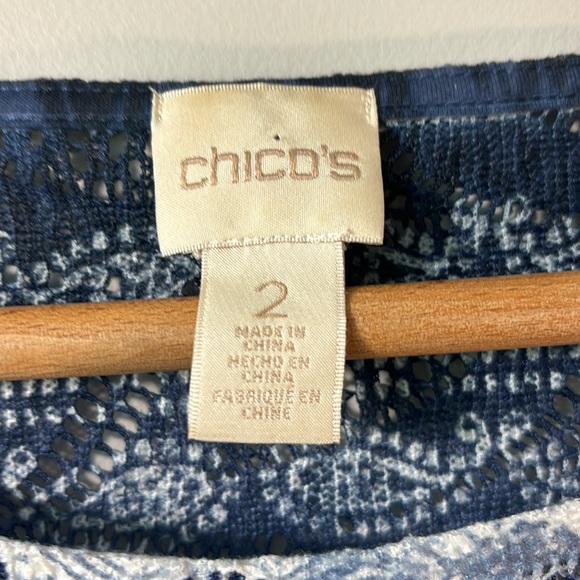 chico's
2
MADE IN
CHINA
HECHO EN
CHINA
FABRIQUÉ EN
CHINE